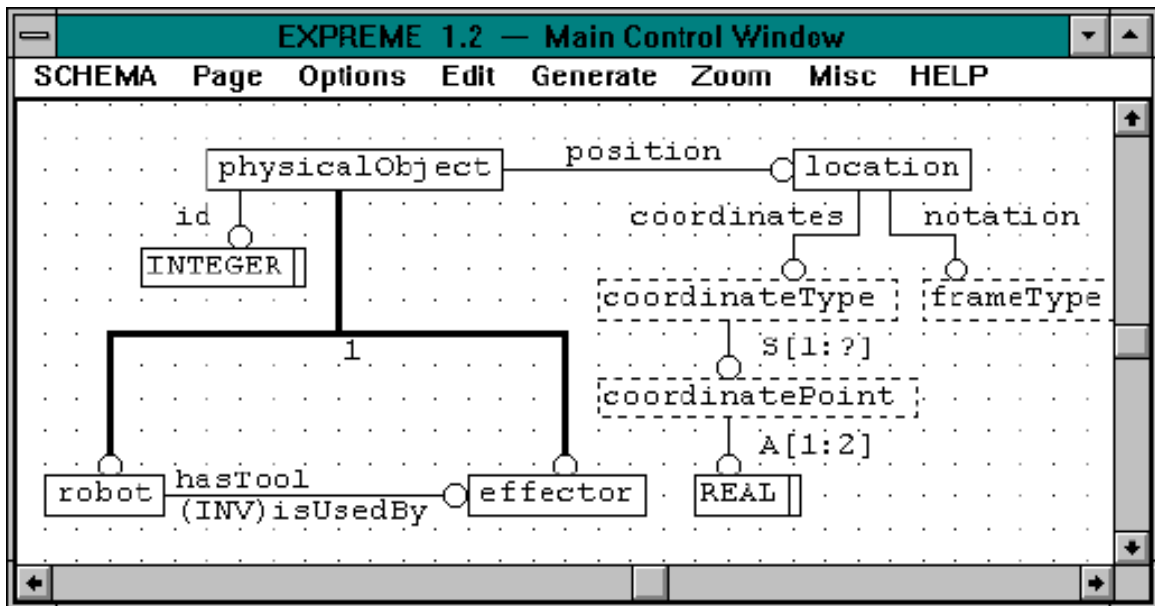 EXPREME 1.2 — Main Control Window
SCHEMA Page Options Edit Generate Zoom Misc HELP
physicalObject
position
location
id
coordinates
notation
INTEGER
coordinateType
frameType
1
S[1:?]
coordinatePoint
A[1:2]
robot
hasTool
(INV)isUsedBy
effector
REAL